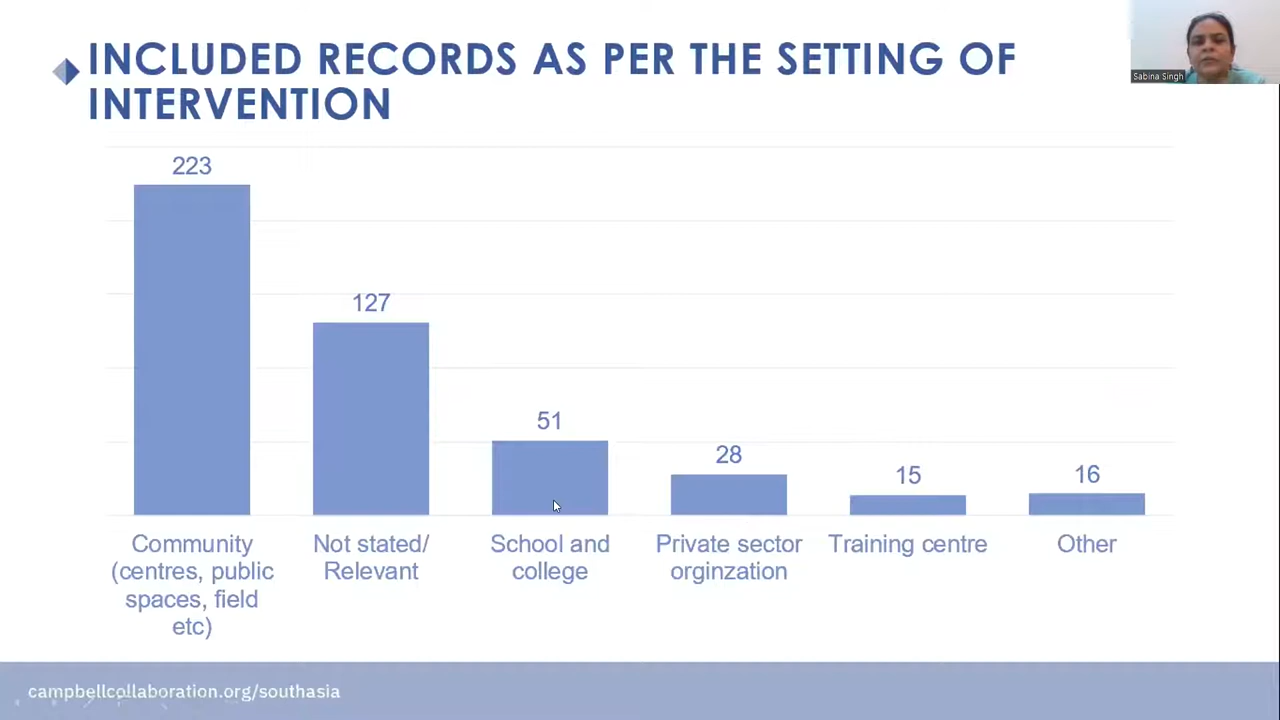 INCLUDED RECORDS AS PER THE SETTING OF
INTERVENTION
Sabina Singh
223
127
51
28
15
16
Community
(centres, public
spaces, field
etc)
Not stated/
Relevant
School and
college
Private sector
orginzation
Training centre
Other
campbellcollaboration.org/southasia